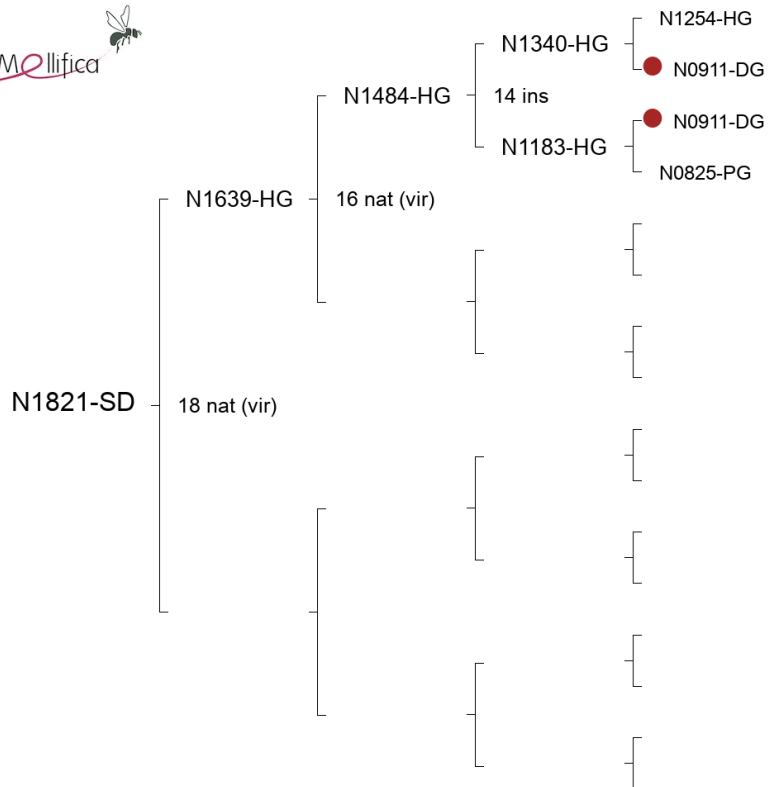 Mellifica
N1254-HG
N1340-HG
N0911-DG
N1484-HG
14 ins
N0911-DG
N1183-HG
N0825-PG
N1639-HG
16 nat (vir)
N1821-SD
18 nat (vir)